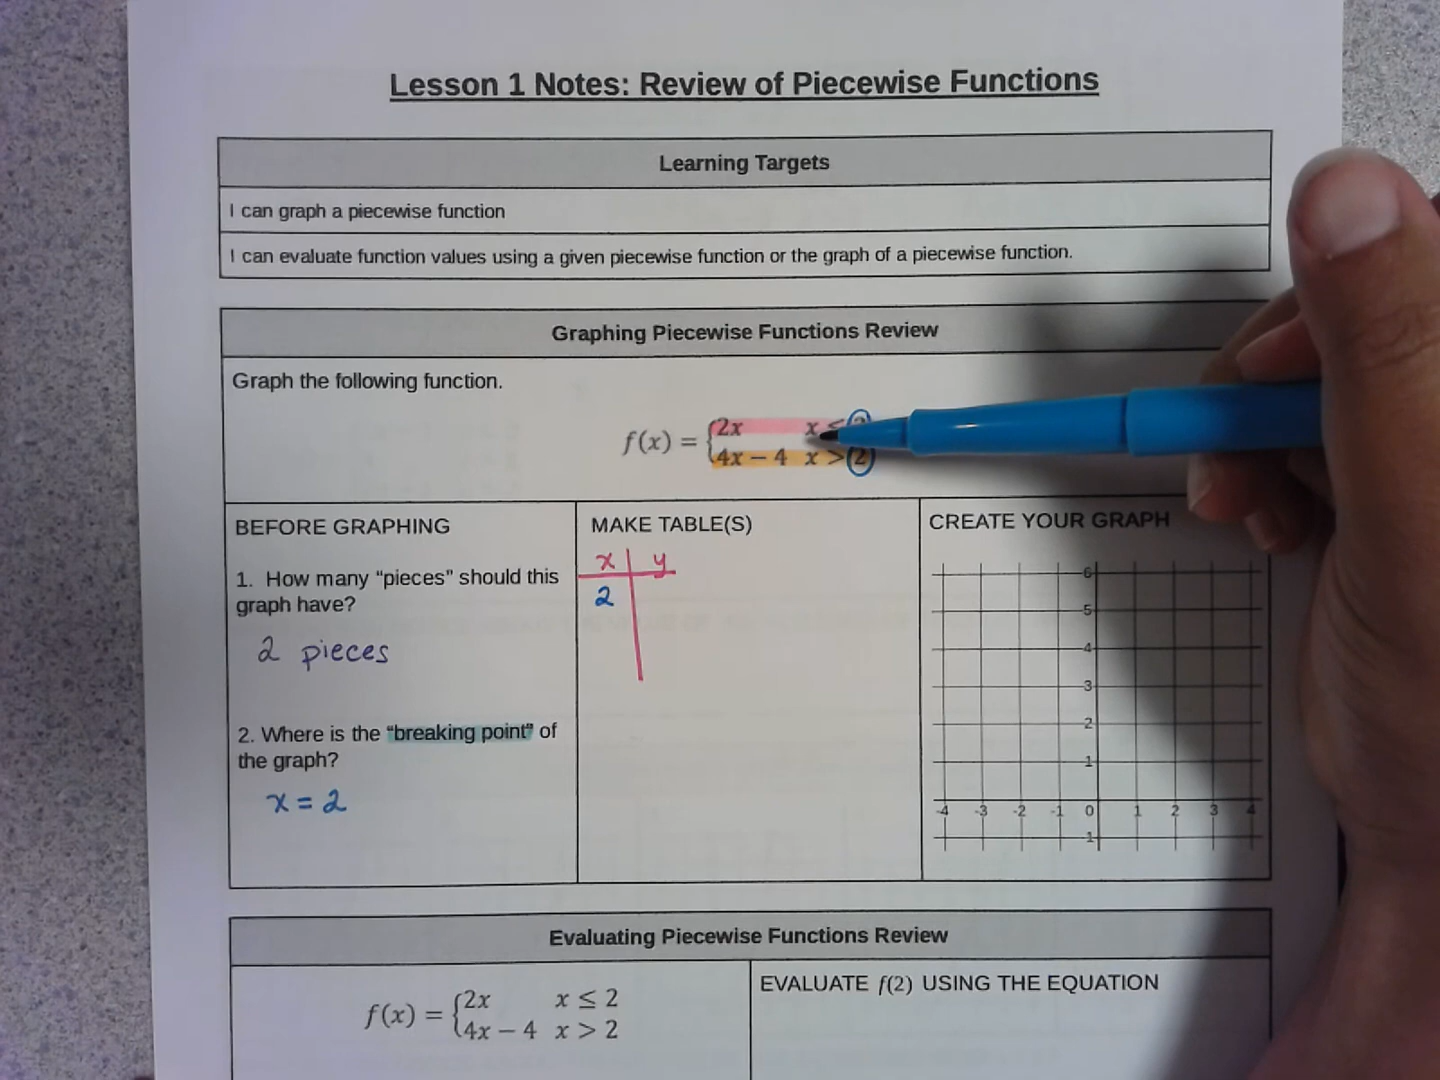 Lesson 1 Notes: Review of Piecewise Functions
Learning Targets
I can graph a piecewise function
I can evaluate function values using a given piecewise function or the graph of a piecewise function.
Graphing Piecewise Functions Review
Graph the following function.
f(x) = {2x x ≤
4x − 4 x > 2
BEFORE GRAPHING
1. How many “pieces” should this
graph have?
2 pieces
2. Where is the “breaking point” of
the graph?
x = 2
MAKE TABLE(S)
x y
2
CREATE YOUR GRAPH
6
5
4
3
2
1
-4 -3 -2 -1 0 1 2 3 4
-1
Evaluating Piecewise Functions Review
f(x) = {2x x ≤ 2
4x − 4 x > 2
EVALUATE f(2) USING THE EQUATION